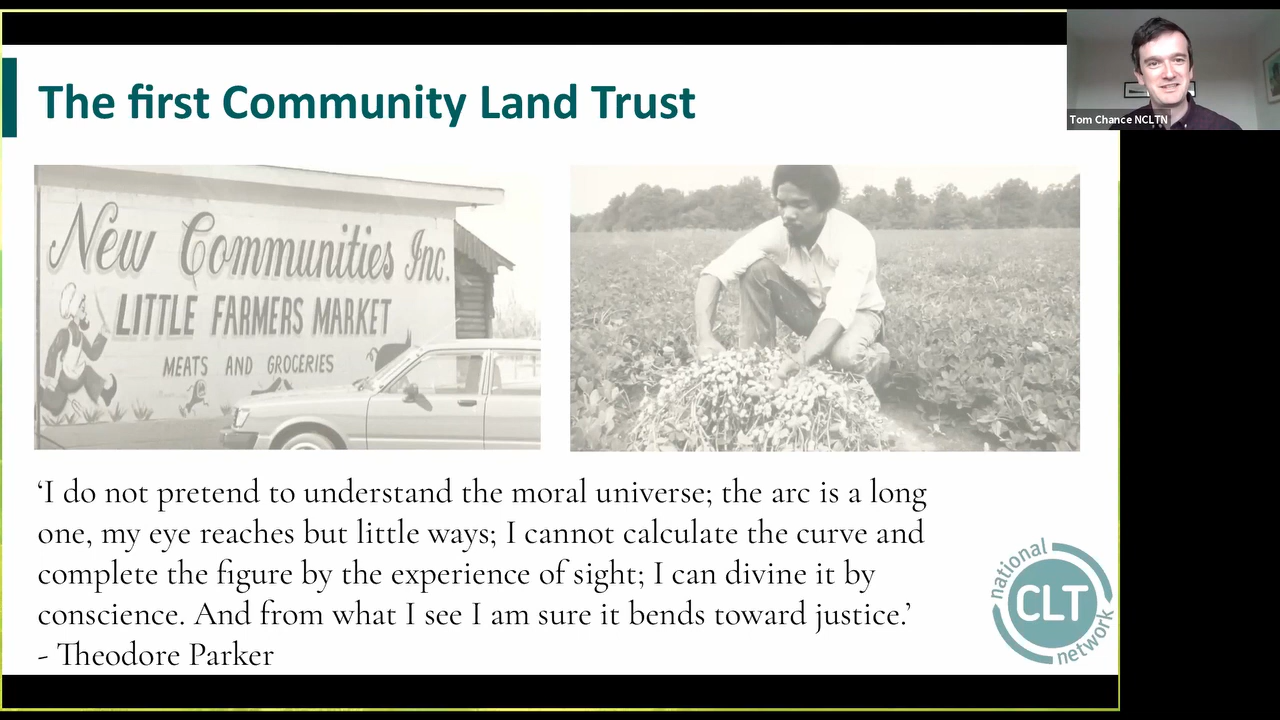 The first Community Land Trust
Tom Chance NCLTN
New Communities Inc.
LITTLE FARMERS MARKET
MEATS AND GROCERIES
‘I do not pretend to understand the moral universe; the arc is a long
one, my eye reaches but little ways; I cannot calculate the curve and
complete the figure by the experience of sight; I can divine it by
conscience. And from what I see I am sure it bends toward justice.’
- Theodore Parker
national
CLT
network